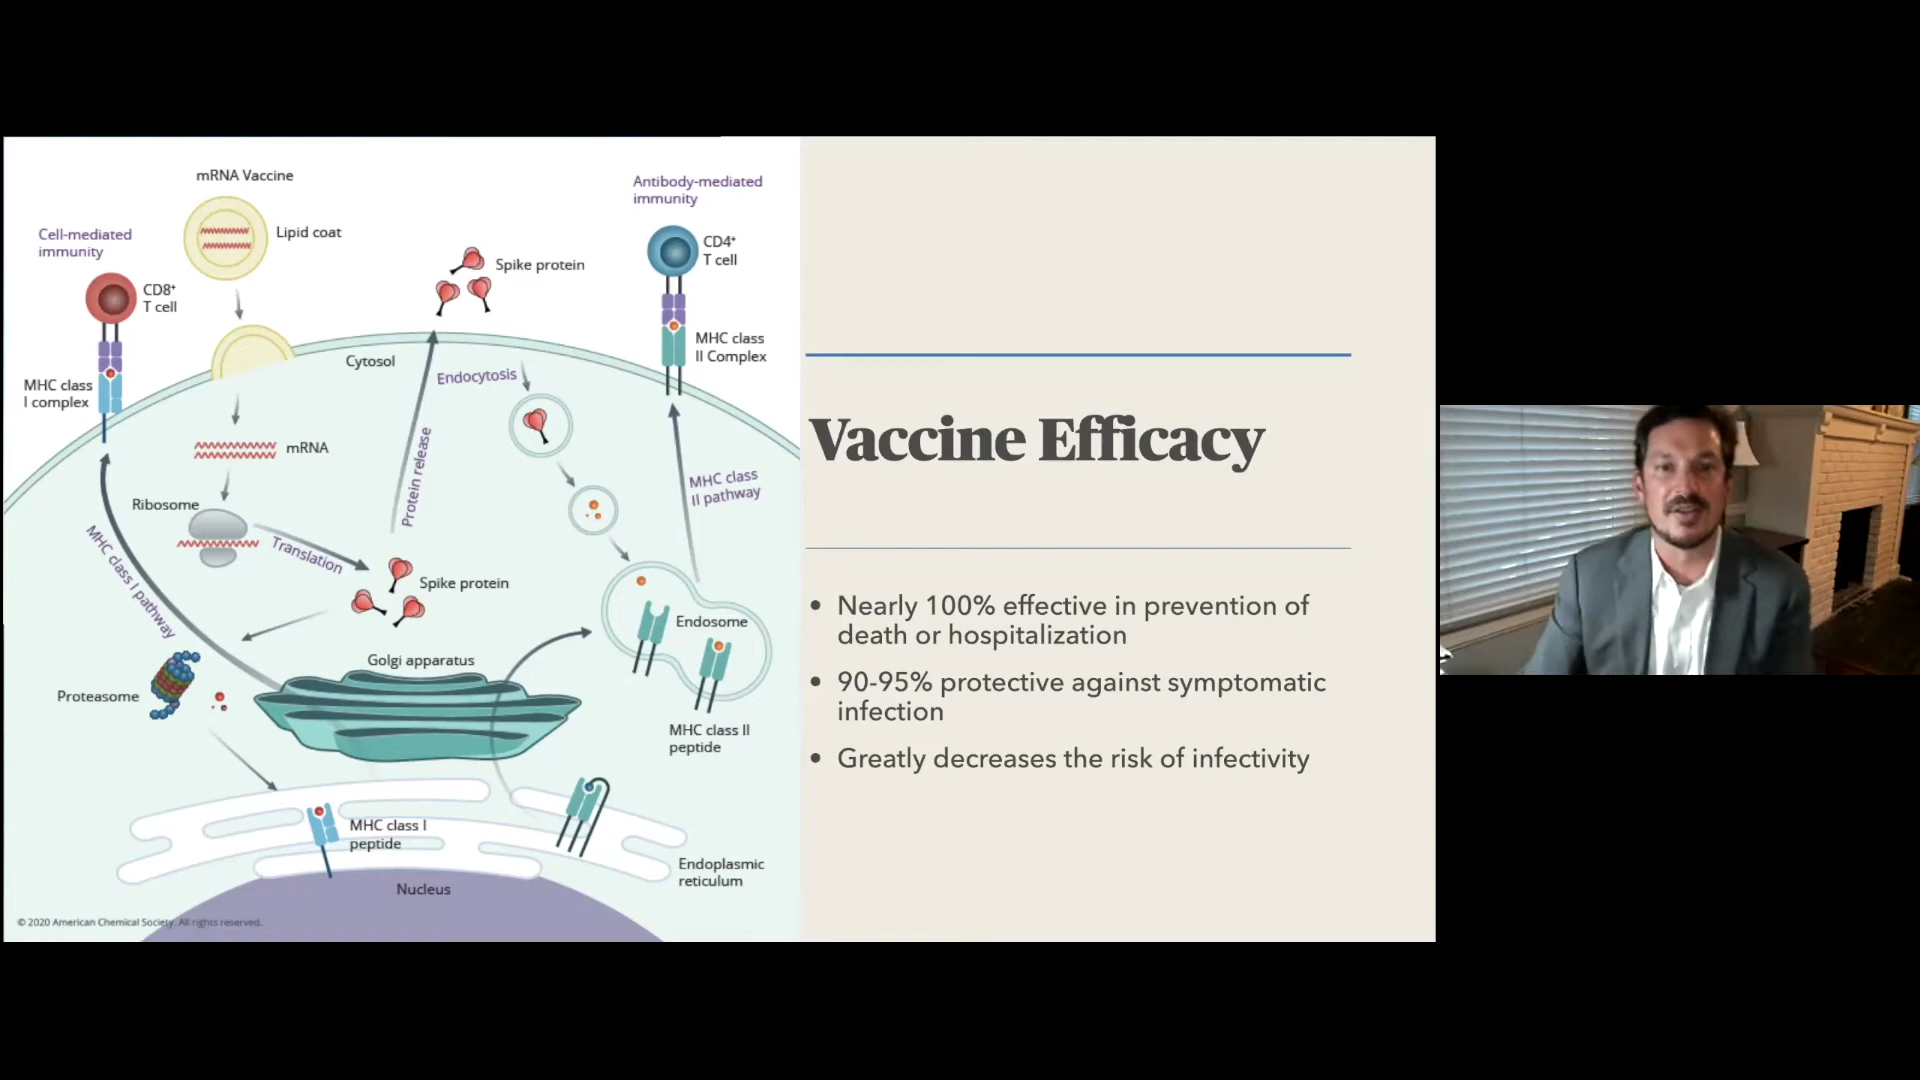 mRNA Vaccine
Lipid coat
Cell-mediated
immunity
CD8+
T cell
MHC class
I complex
Cytosol
Spike protein
Antibody-mediated
immunity
CD4+
T cell
MHC class
II Complex
Endocytosis
mRNA
Ribosome
Translation
Protein release
MHC class
II pathway
MHC class I pathway
Spike protein
Endosome
Golgi apparatus
Proteasome
MHC class II
peptide
MHC class I
peptide
Endoplasmic
reticulum
Nucleus
© 2020 American Chemical Society. All rights reserved.
Vaccine Efficacy
• Nearly 100% effective in prevention of
death or hospitalization
• 90-95% protective against symptomatic
infection
• Greatly decreases the risk of infectivity